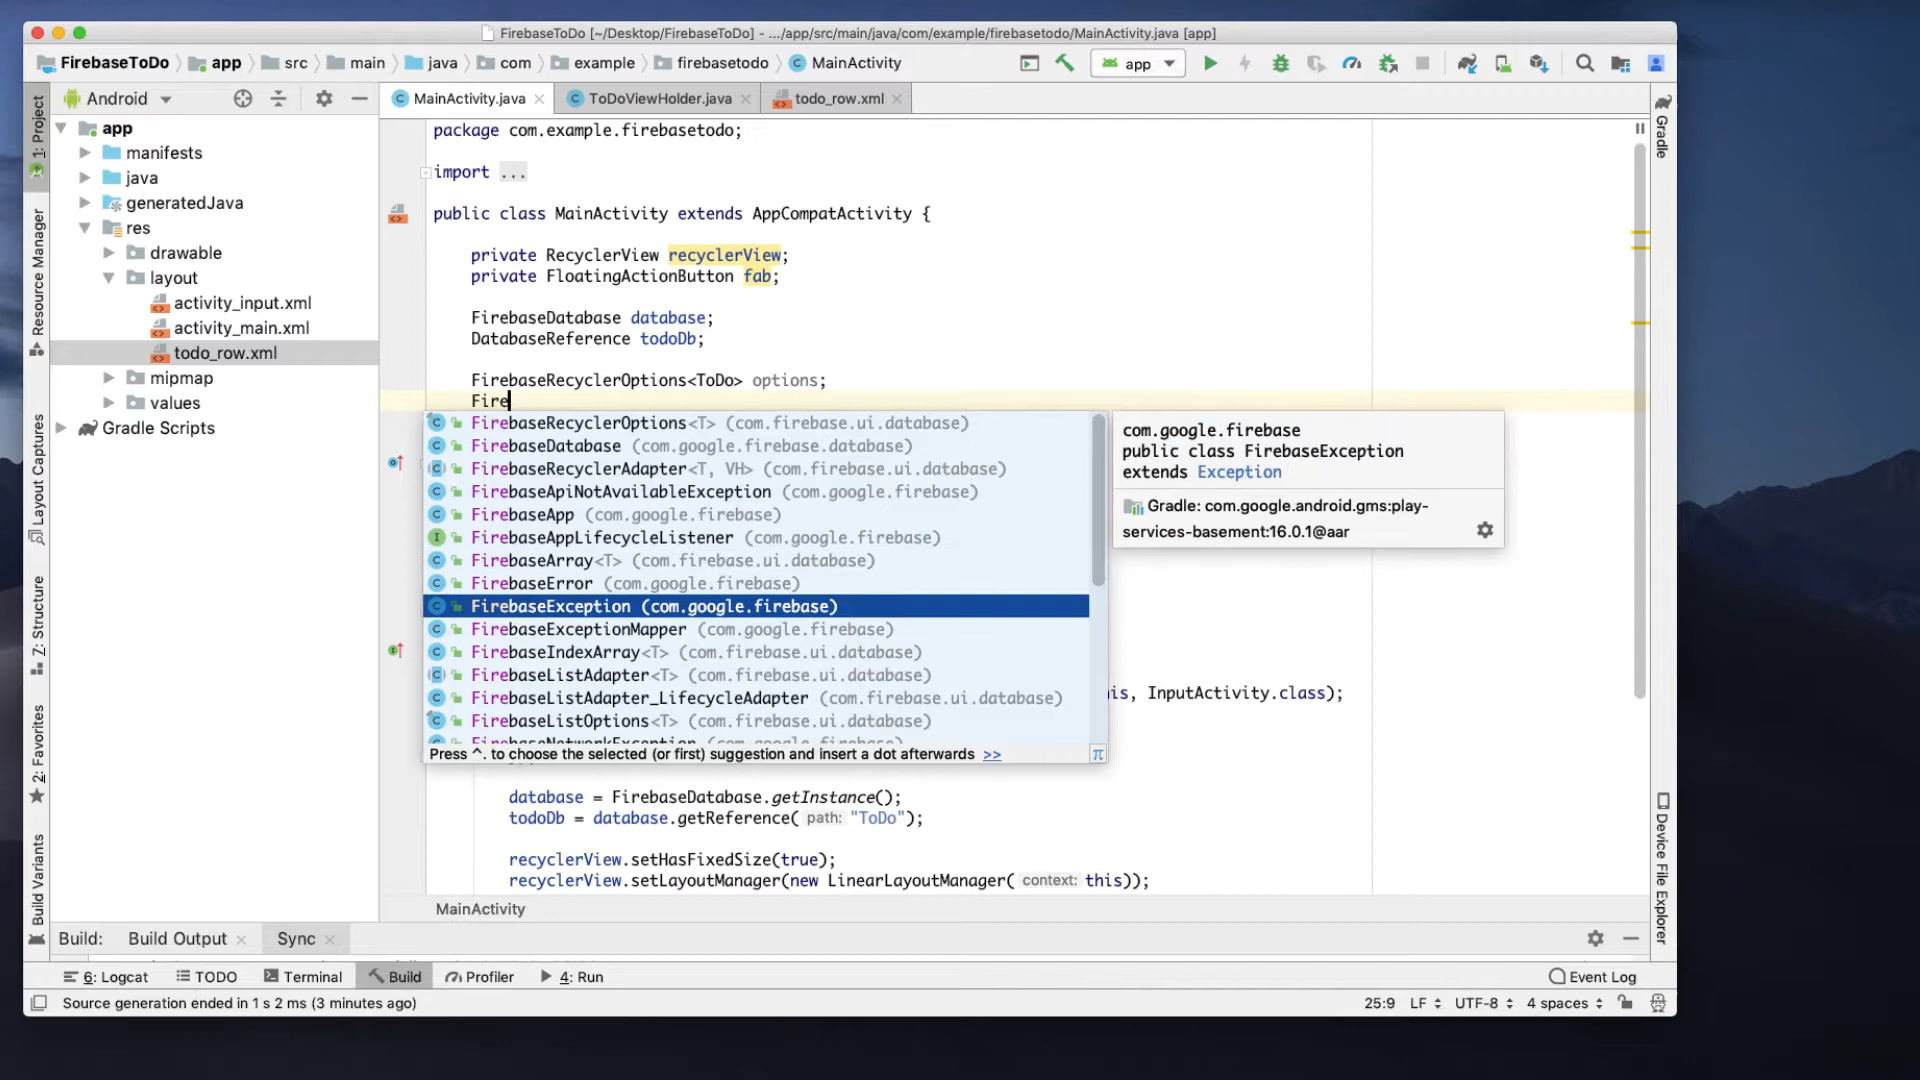 FirebaseToDo [~/Desktop/FirebaseToDo] - .../app/src/main/java/com/example/firebasetodo/MainActivity.java [app]
FirebaseToDo app src main java com example firebasetodo MainActivity app
Android
MainActivity.java ToDoViewHolder.java todo_row.xml
1: Project
Resource Manager
Layout Captures
Z: Structure
2: Favorites
Build Variants
app
manifests
java
generatedJava
res
drawable
layout
activity_input.xml
activity_main.xml
todo_row.xml
mipmap
values
Gradle Scripts
package com.example.firebasetodo;
import ...
public class MainActivity extends AppCompatActivity {
private RecyclerView recyclerView;
private FloatingActionButton fab;
FirebaseDatabase database;
DatabaseReference todoDb;
FirebaseRecyclerOptions<ToDo> options;
Fire
FirebaseRecyclerOptions<T> (com.firebase.ui.database)
FirebaseDatabase (com.google.firebase.database)
FirebaseRecyclerAdapter<T, VH> (com.firebase.ui.database)
FirebaseApiNotAvailableException (com.google.firebase)
FirebaseApp (com.google.firebase)
FirebaseAppLifecycleListener (com.google.firebase)
FirebaseArray<T> (com.firebase.ui.database)
FirebaseError (com.google.firebase)
FirebaseException (com.google.firebase)
FirebaseExceptionMapper (com.google.firebase)
FirebaseIndexArray<T> (com.firebase.ui.database)
FirebaseListAdapter<T> (com.firebase.ui.database)
FirebaseListAdapter_LifecycleAdapter (com.firebase.ui.database)
FirebaseListOptions<T> (com.firebase.ui.database)
FirebaseNetworkException (com.google.firebase)
Press ^. to choose the selected (or first) suggestion and insert a dot afterwards >>
π
com.google.firebase
public class FirebaseException
extends Exception
Gradle: com.google.android.gms:play-
services-basement:16.0.1@aar
is, InputActivity.class);
database = FirebaseDatabase.getInstance();
todoDb = database.getReference( path: "ToDo");
recyclerView.setHasFixedSize(true);
recyclerView.setLayoutManager(new LinearLayoutManager( context: this));
MainActivity
Gradle
Device File Explorer
Build: Build Output Sync
6: Logcat TODO Terminal Build Profiler 4: Run Event Log
Source generation ended in 1 s 2 ms (3 minutes ago) 25:9 LF UTF-8 4 spaces